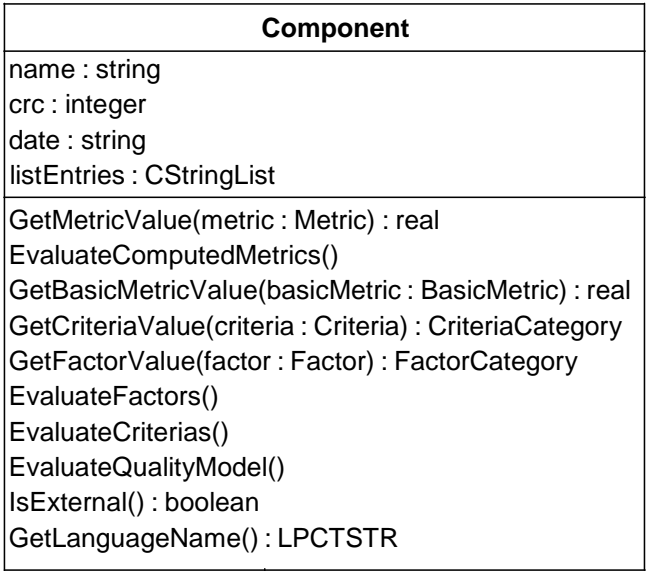 Component
name : string
crc : integer
date : string
listEntries : CStringList
GetMetricValue(metric : Metric) : real
EvaluateComputedMetrics()
GetBasicMetricValue(basicMetric : BasicMetric) : real
GetCriteriaValue(criteria : Criteria) : CriteriaCategory
GetFactorValue(factor : Factor) : FactorCategory
EvaluateFactors()
EvaluateCriterias()
EvaluateQualityModel()
IsExternal() : boolean
GetLanguageName() : LPCTSTR